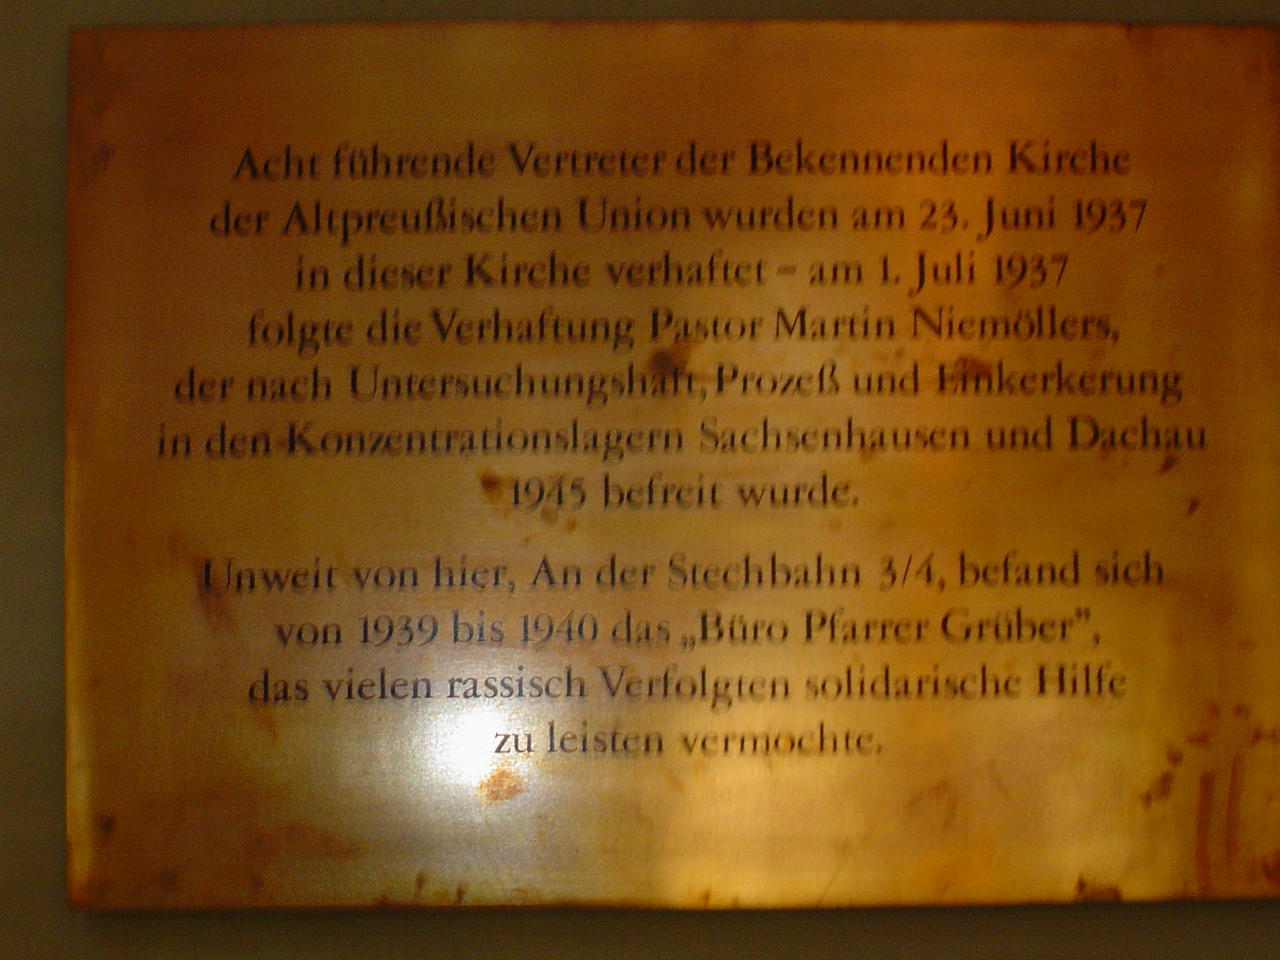 Acht führende Vertreter der Bekennenden Kirche
der Altpreußischen Union wurden am 23. Juni 1937
in dieser Kirche verhaftet – am 1. Juli 1937
folgte die Verhaftung Pastor Martin Niemöllers,
der nach Untersuchungshaft, Prozeß und Einkerkerung
in den Konzentrationslagern Sachsenhausen und Dachau
1945 befreit wurde.
Unweit von hier, An der Stechbahn 3/4, befand sich
von 1939 bis 1940 das „Büro Pfarrer Grüber”,
das vielen rassisch Verfolgten solidarische Hilfe
zu leisten vermochte.